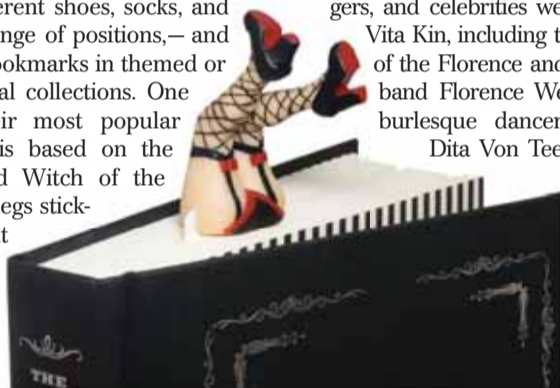 erent shoes, socks, and
nge of positions,— and
ookmarks in themed or
al collections. One
eir most popular
is based on the
d Witch of the
egs stick-
t
gers, and celebrities we
Vita Kin, including t
of the Florence and
band Florence We
burlesque dancer
Dita Von Tee
THE